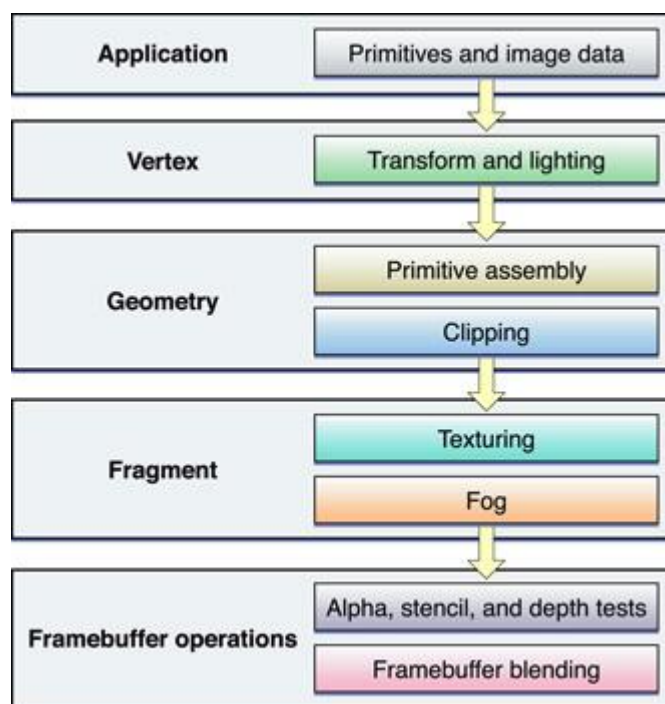 Application
Primitives and image data
Vertex
Transform and lighting
Geometry
Primitive assembly
Clipping
Fragment
Texturing
Fog
Framebuffer operations
Alpha, stencil, and depth tests
Framebuffer blending